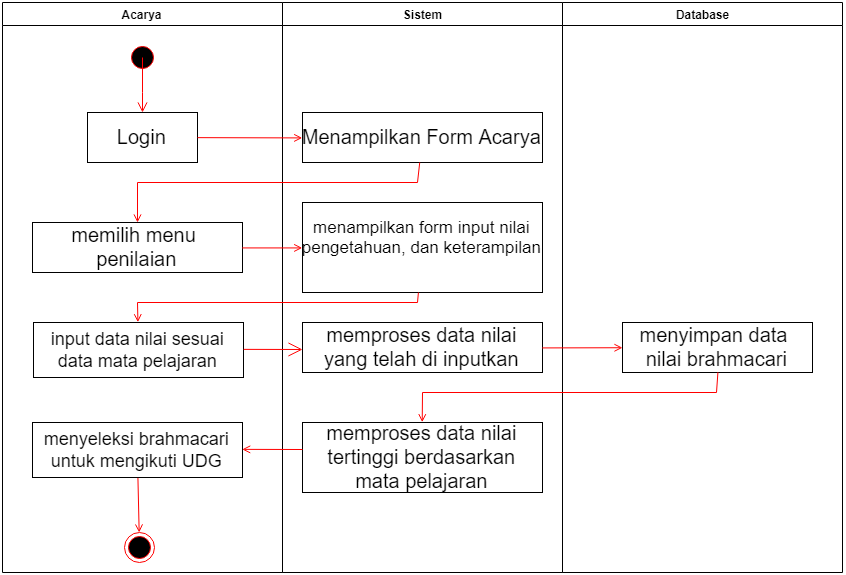 Acarya
Sistem
Database
Login
Menampilkan Form Acarya
memilih menu
penilaian
menampilkan form input nilai
pengetahuan, dan keterampilan
input data nilai sesuai
data mata pelajaran
memproses data nilai
yang telah di inputkan
menyimpan data
nilai brahmacari
memproses data nilai
tertinggi berdasarkan
mata pelajaran
menyeleksi brahmacari
untuk mengikuti UDG